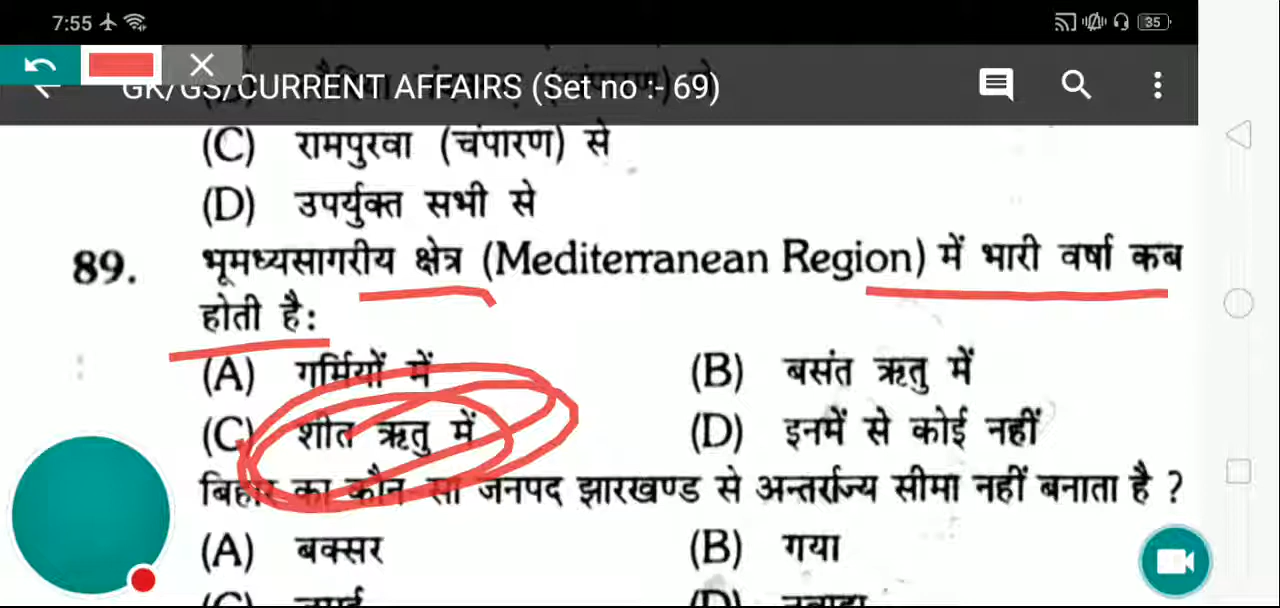 7:55
35
GK/GS/CURRENT AFFAIRS (Set no :- 69)
(C) रामपुरवा (चंपारण) से
(D) उपर्युक्त सभी से
89. भूमध्यसागरीय क्षेत्र (Mediterranean Region) में भारी वर्षा कब
होती है:
(A) गर्मियों में (B) बसंत ऋतु में
(C) शीत ऋतु में (D) इनमें से कोई नहीं
बिहार का कौन-सा जनपद झारखण्ड से अन्तर्राज्य सीमा नहीं बनाता है ?
(A) बक्सर (B) गया